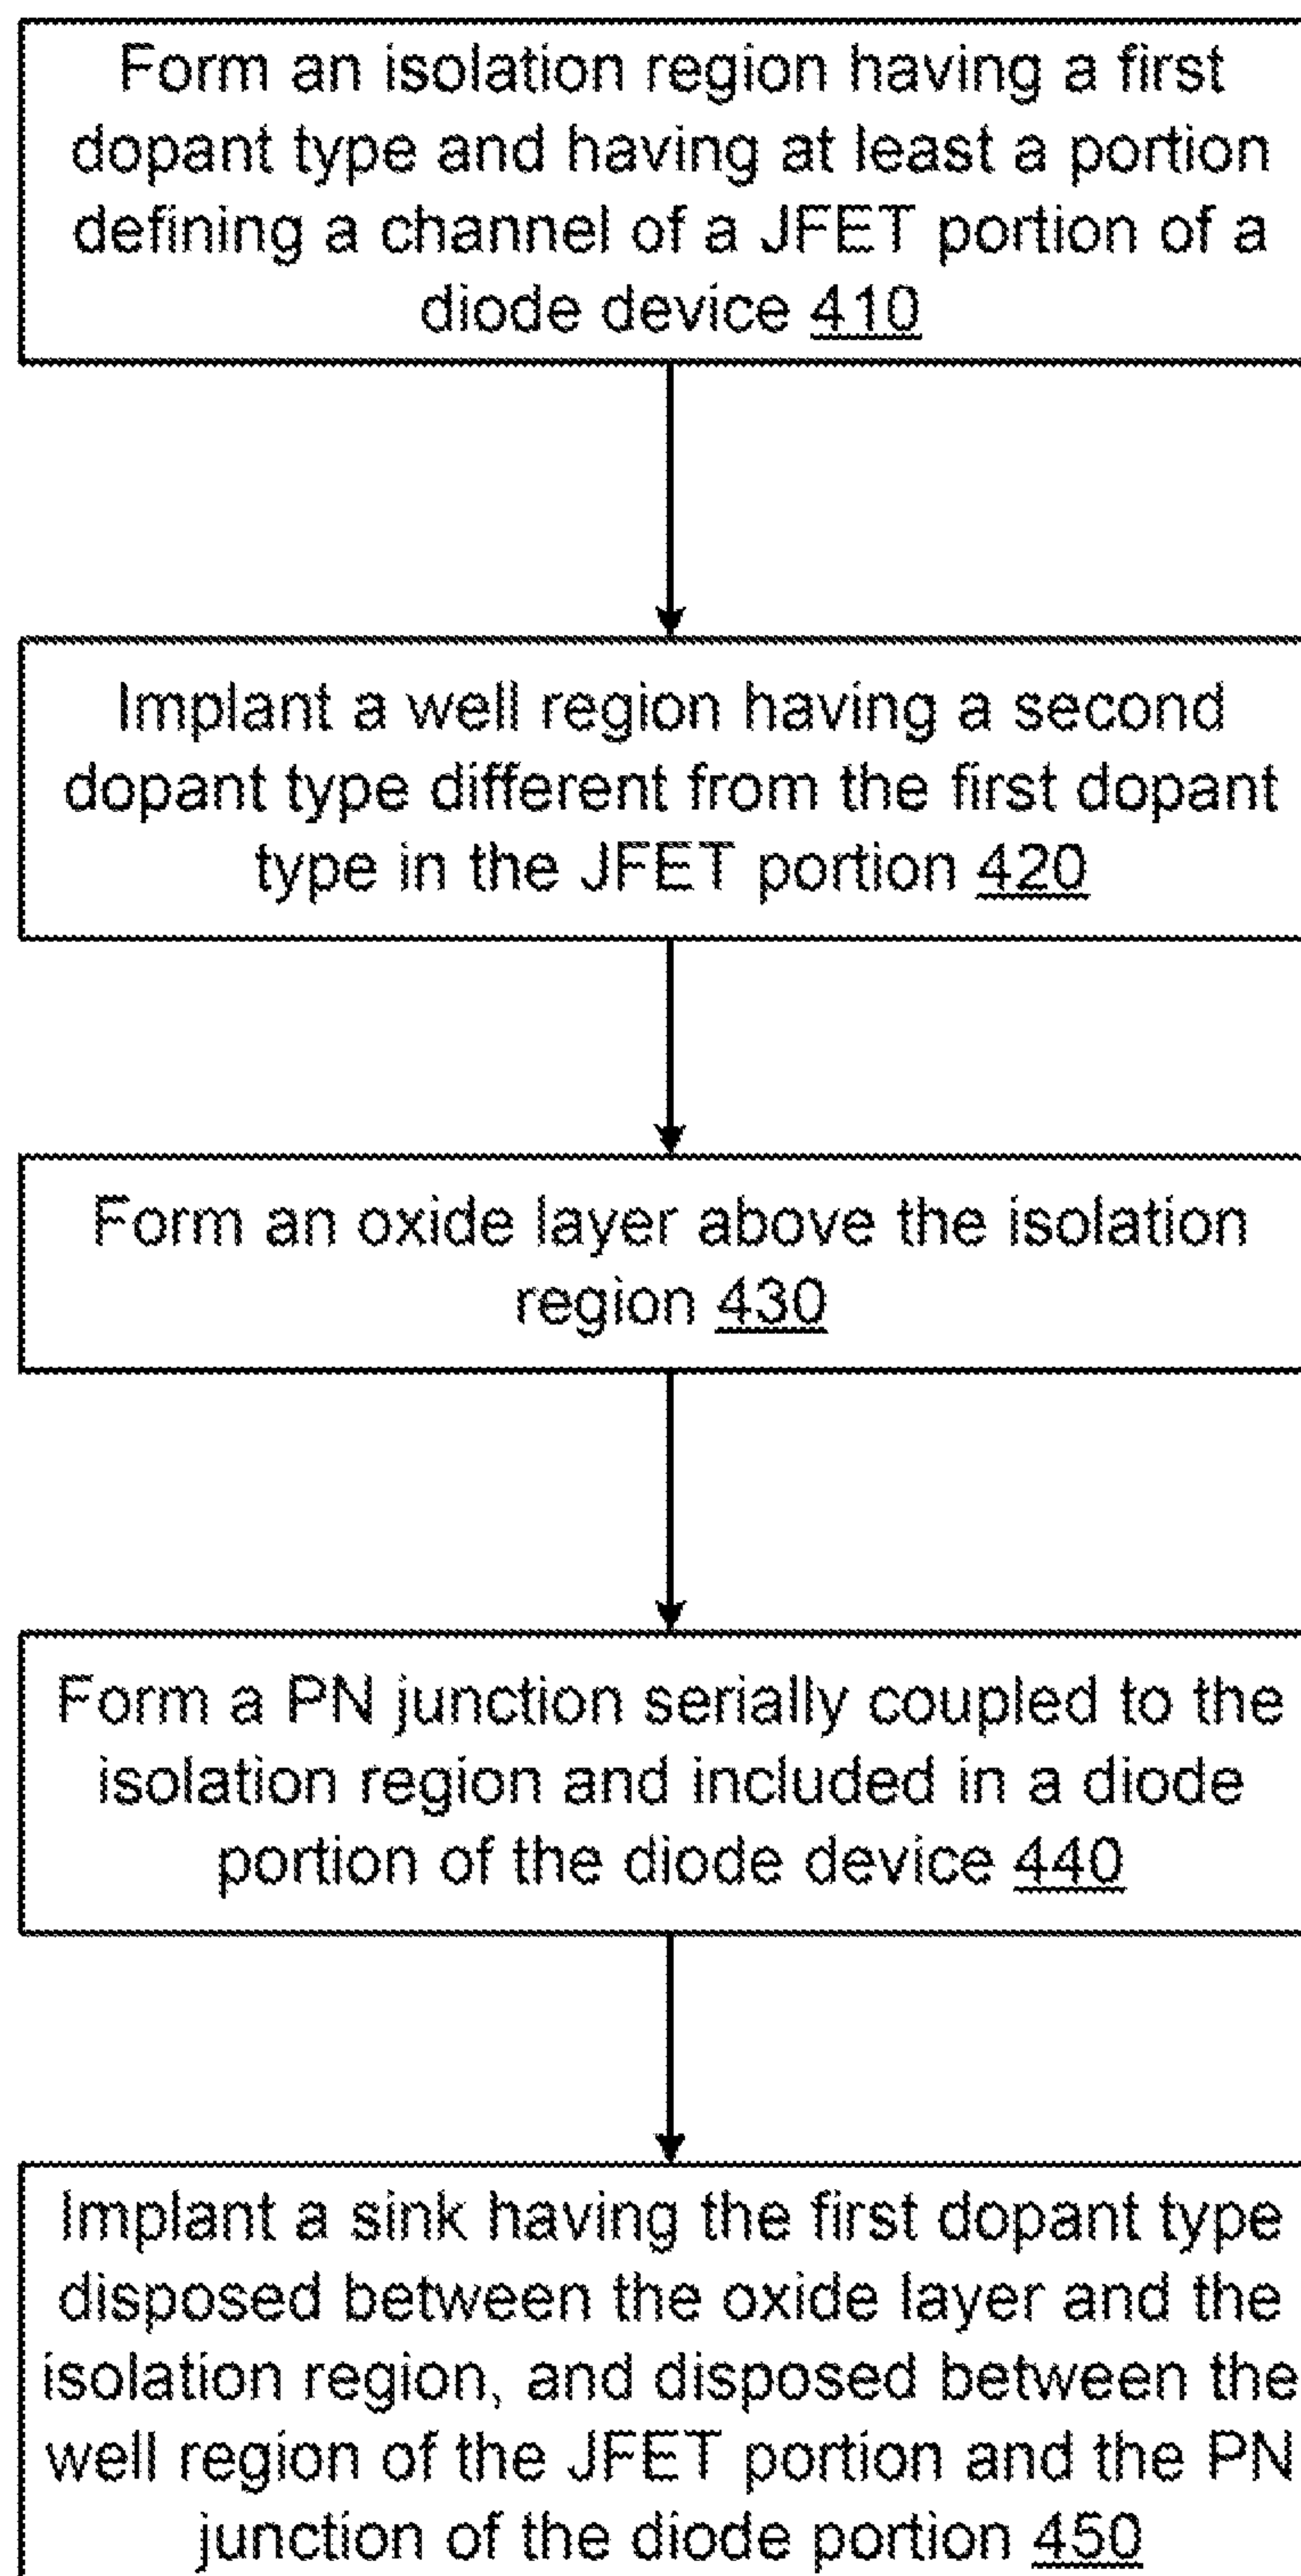 Form an isolation region having a first
dopant type and having at least a portion
defining a channel of a JFET portion of a
diode device 410
Implant a well region having a second
dopant type different from the first dopant
type in the JFET portion 420
Form an oxide layer above the isolation
region 430
Form a PN junction serially coupled to the
isolation region and included in a diode
portion of the diode device 440
Implant a sink having the first dopant type
disposed between the oxide layer and the
isolation region, and disposed between the
well region of the JFET portion and the PN
junction of the diode portion 450